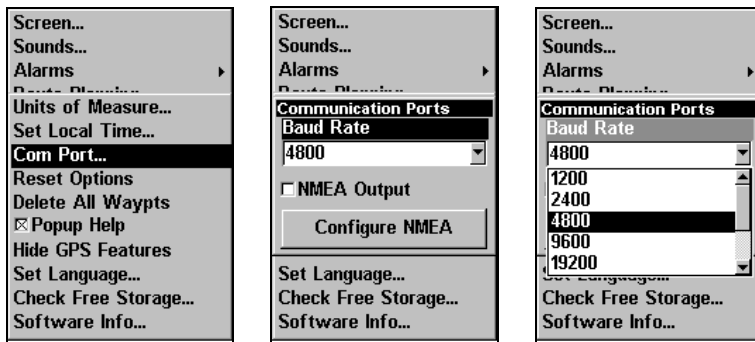 Screen...
Sounds...
Alarms
Units of Measure...
Set Local Time...
Com Port...
Reset Options
Delete All Waypts
Popup Help
Hide GPS Features
Set Language...
Check Free Storage...
Software Info...
Screen...
Sounds...
Alarms
Communication Ports
Baud Rate
4800
NMEA Output
Configure NMEA
Set Language...
Check Free Storage...
Software Info...
Screen...
Sounds...
Alarms
Communication Ports
Baud Rate
4800
1200
2400
4800
9600
19200
Check Free Storage...
Software Info...